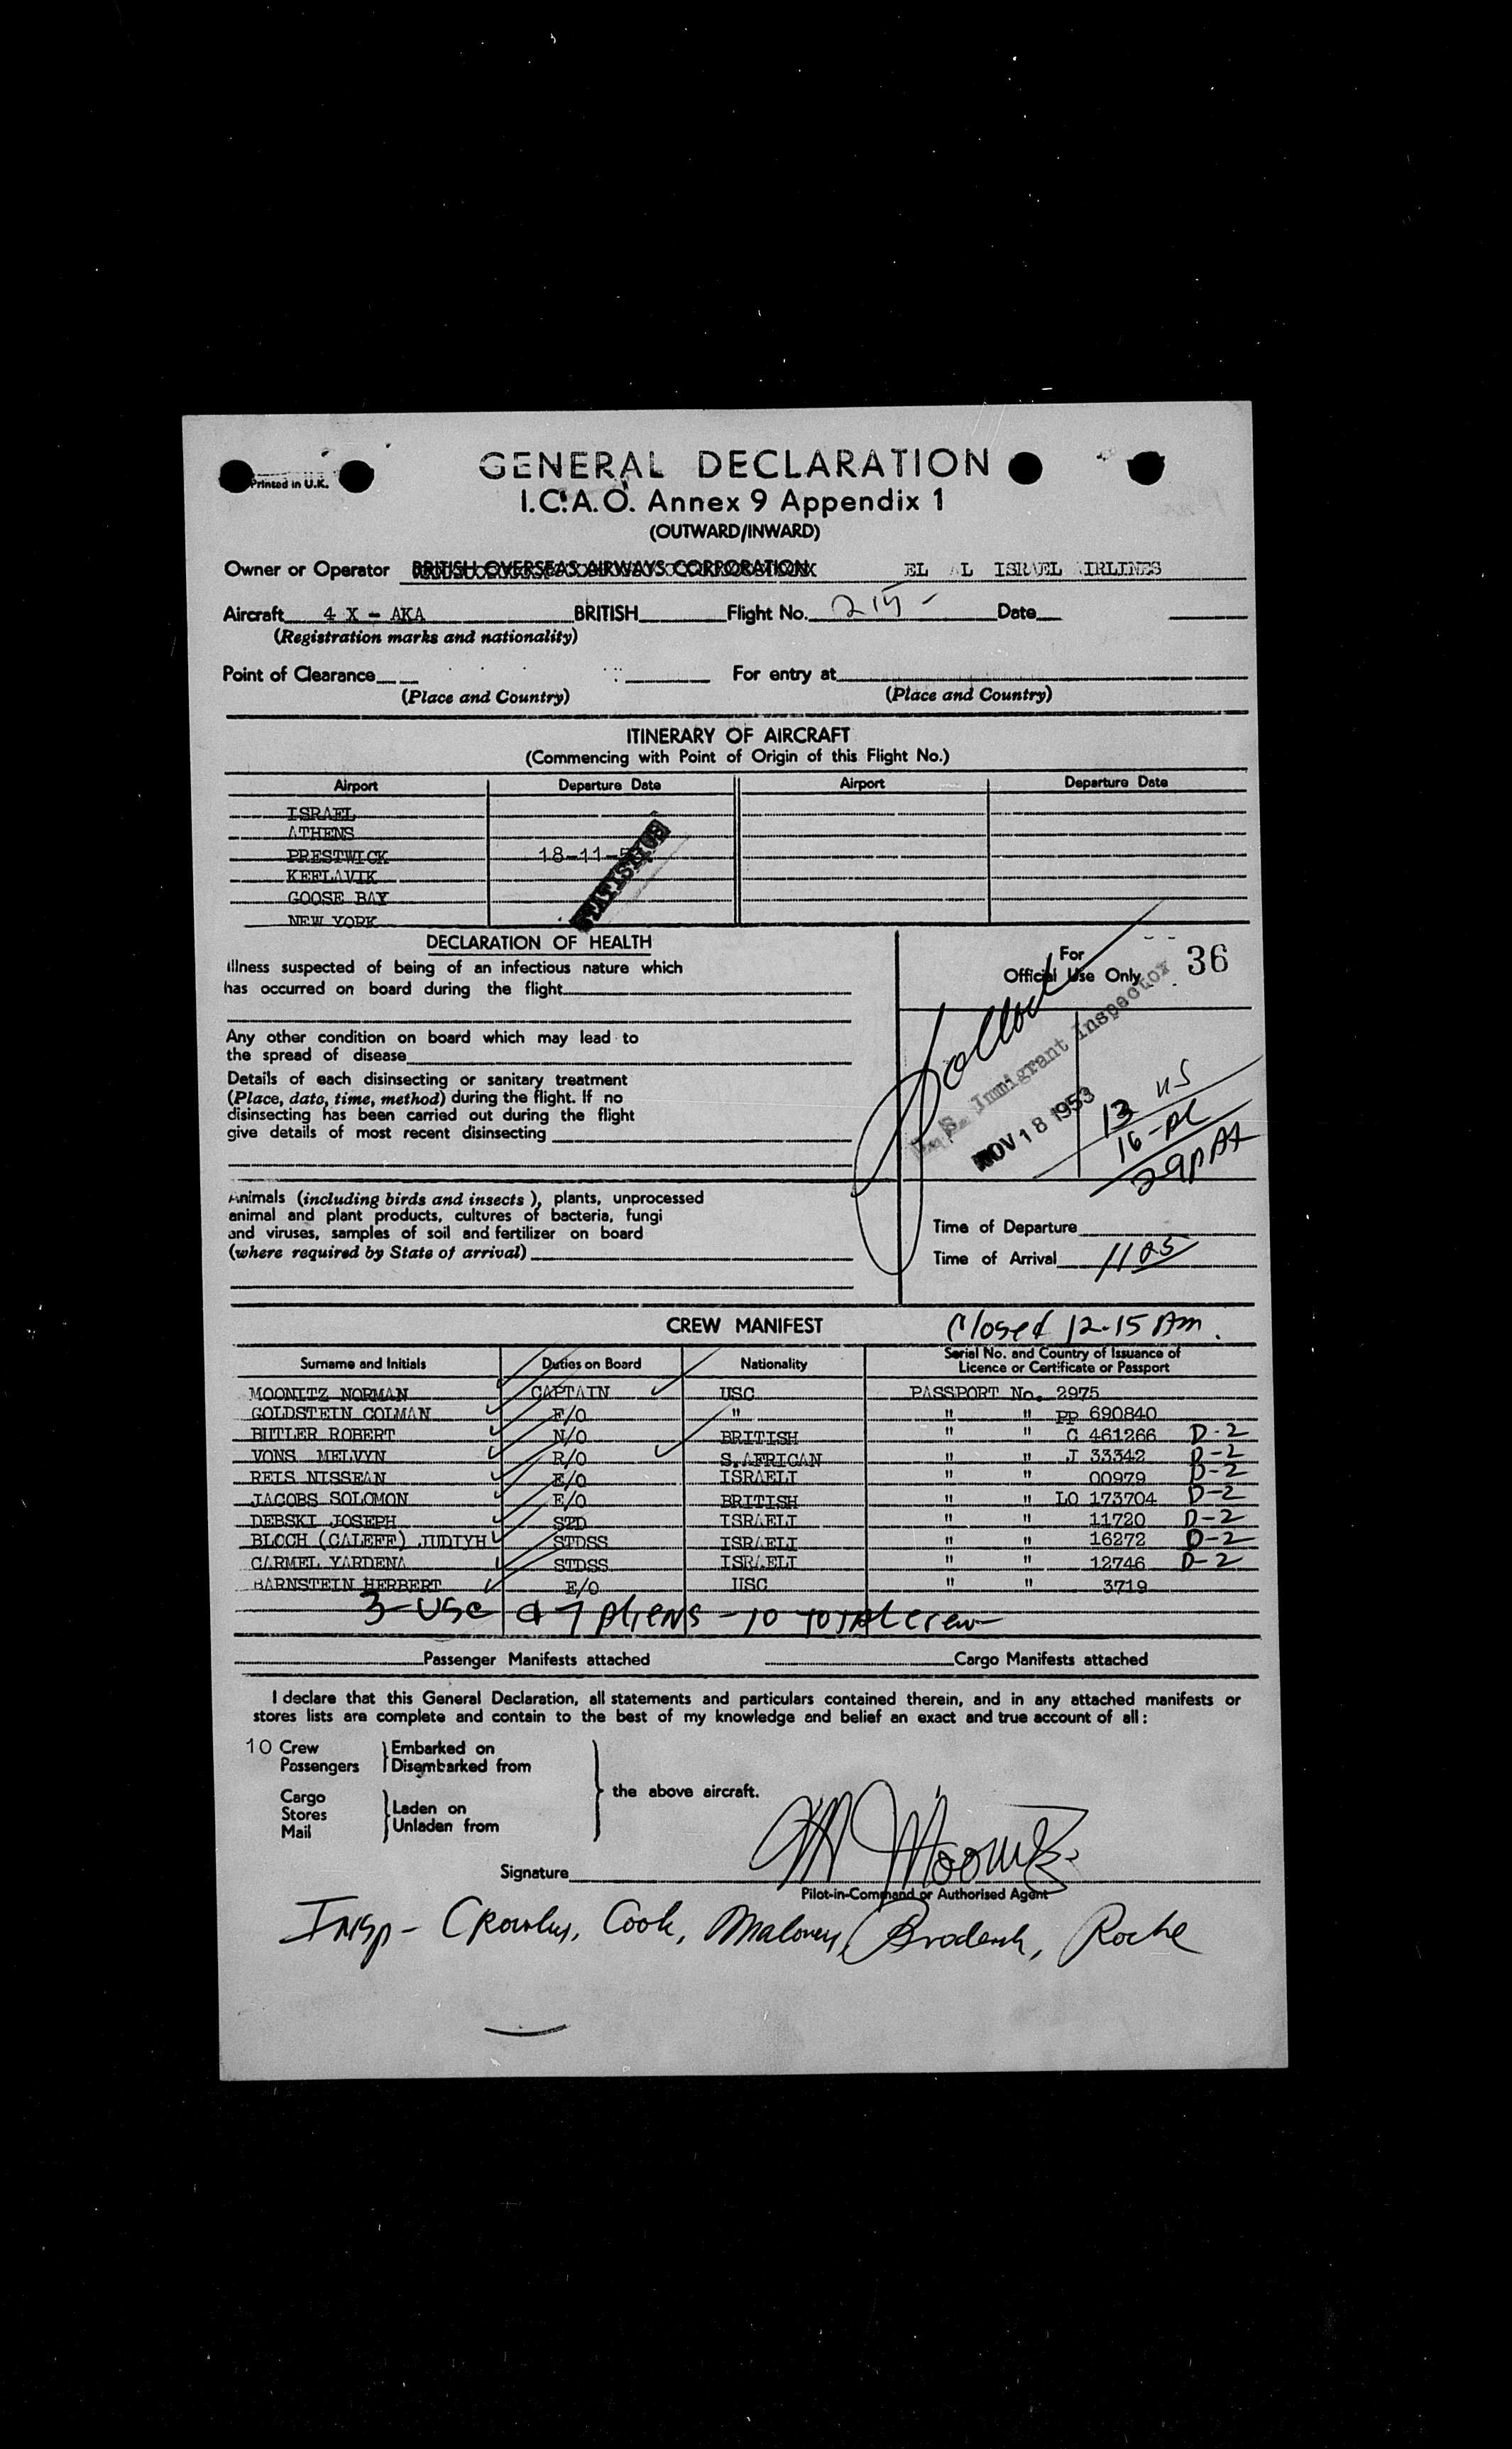 GENERAL DECLARATION
Printed in U.K.
I.C.A.O. Annex 9 Appendix 1
(OUTWARD/INWARD)
Owner or Operator BRITISH OVERSEAS AIRWAYS CORPORATION EL AL ISRAEL AIRLINES
Aircraft 4 X - AKA BRITISH Flight No. Date
(Registration marks and nationality)
Point of Clearance For entry at
(Place and Country) (Place and Country)
ITINERARY OF AIRCRAFT
(Commencing with Point of Origin of this Flight No.)
Airport Departure Date Airport Departure Date
ISRAEL
ATHENS
PRESTWICK 18-11-5
KEFLAVIK
GOOSE BAY
NEW YORK
STATISTICS
DECLARATION OF HEALTH
Illness suspected of being of an infectious nature which
has occurred on board during the flight
Any other condition on board which may lead to
the spread of disease
Details of each disinsecting or sanitary treatment
(Place, date, time, method) during the flight. If no
disinsecting has been carried out during the flight
give details of most recent disinsecting
Animals (including birds and insects), plants, unprocessed
animal and plant products, cultures of bacteria, fungi
and viruses, samples of soil and fertilizer on board
(where required by State of arrival)
For
Official Use Only 36
U.S. Immigrant Inspector
NOV 18 1953
13 US
16-
29
Time of Departure
Time of Arrival 1105
CREW MANIFEST Closed 12-15 Am.
Surname and Initials Duties on Board Nationality Serial No. and Country of Issuance of
Licence or Certificate or Passport
MOONITZ NORMAN CAPTAIN USC PASSPORT No. 2975
GOLDSTEIN COLMAN F/O " " " PP 690840
BUTLER ROBERT N/O BRITISH " " C 461266 D-2
VONS MELVYN R/O S.AFRICAN " " J 33342 D-2
REIS NISSEAN E/O ISRAELI " " 00979 D-2
JACOBS SOLOMON E/O BRITISH " " LO 173704 D-2
DEBSKI JOSEPH STD ISRAELI " " 11720 D-2
BLOCH (CALEFF) JUDIYH STDSS ISRAELI " " 16272 D-2
CARMEL YARDENA STDSS ISRAELI " " 12746 D-2
BARNSTEIN HERBERT E/O USC " " 3719
3 USC & 7 Aliens - 10 Total crew
Passenger Manifests attached Cargo Manifests attached
I declare that this General Declaration, all statements and particulars contained therein, and in any attached manifests or
stores lists are complete and contain to the best of my knowledge and belief an exact and true account of all:
10 Crew Embarked on
Passengers Disembarked from
the above aircraft.
Cargo
Stores Laden on
Mail Unladen from
Signature
Pilot-in-Command or Authorised Agent
Insp - Crowley, Cook, Maloney, Broderick, Roche